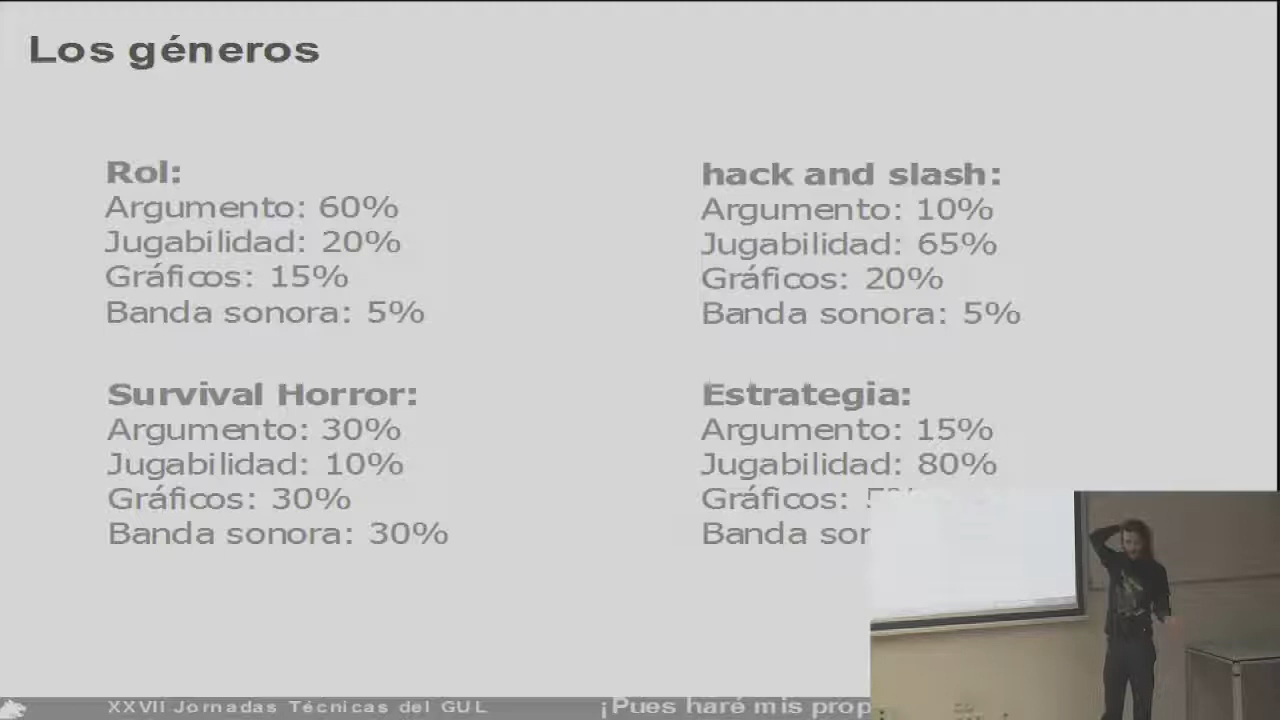 Los géneros
Rol:
Argumento: 60%
Jugabilidad: 20%
Gráficos: 15%
Banda sonora: 5%
hack and slash:
Argumento: 10%
Jugabilidad: 65%
Gráficos: 20%
Banda sonora: 5%
Survival Horror:
Argumento: 30%
Jugabilidad: 10%
Gráficos: 30%
Banda sonora: 30%
Estrategia:
Argumento: 15%
Jugabilidad: 80%
Gráficos: 5%
Banda
XXVII Jornadas Técnicas del GUL
¡Pues haré mis